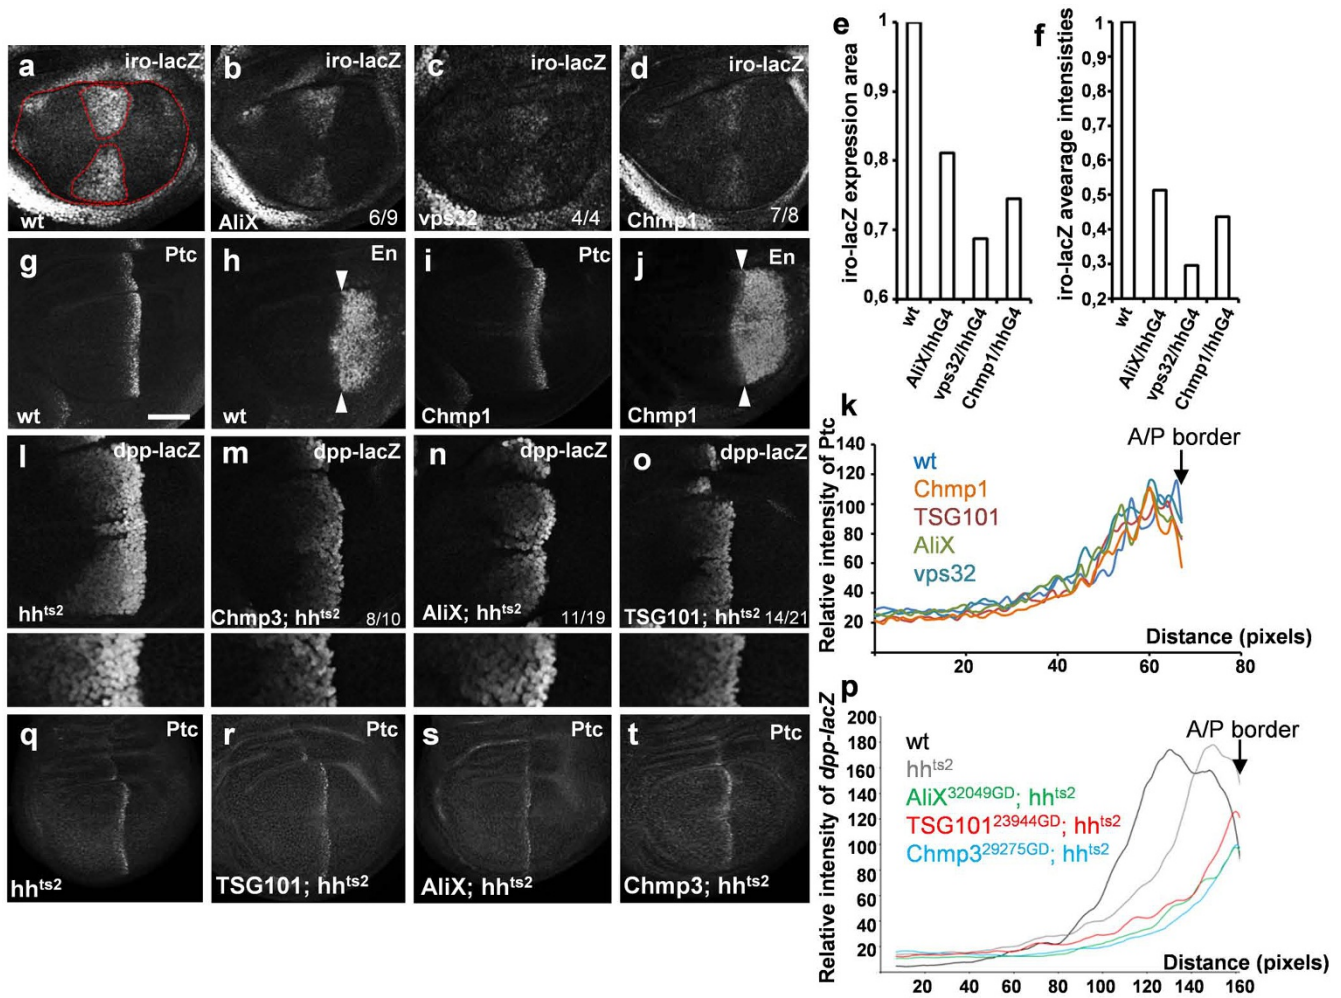 a iro-lacZ
wt
b iro-lacZ
AliX 6/9
c iro-lacZ
vps32 4/4
d iro-lacZ
Chmp1 7/8
e
iro-lacZ expression area
1
0,9
0,8
0,7
0,6
wt
AliX/hhG4
vps32/hhG4
Chmp1/hhG4
f
iro-lacZ avearage intensisties
1
0,9
0,8
0,7
0,6
0,5
0,4
0,3
0,2
wt
AliX/hhG4
vps32/hhG4
Chmp1/hhG4
g Ptc
wt
h En
wt
i Ptc
Chmp1
j En
Chmp1
k
A/P border
Relative intensity of Ptc
140
120
100
80
60
40
20
wt
Chmp1
TSG101
AliX
vps32
Distance (pixels)
20 40 60 80
l dpp-lacZ
hhts2
m dpp-lacZ
Chmp3; hhts2 8/10
n dpp-lacZ
AliX; hhts2 11/19
o dpp-lacZ
TSG101; hhts2 14/21
p
A/P border
Relative intensity of dpp-lacZ
200
180
160
140
120
100
80
60
40
20
wt
hhts2
AliX32049GD; hhts2
TSG10123944GD; hhts2
Chmp329275GD; hhts2
Distance (pixels)
20 40 60 80 100 120 140 160
q Ptc
hhts2
r Ptc
TSG101; hhts2
s Ptc
AliX; hhts2
t Ptc
Chmp3; hhts2